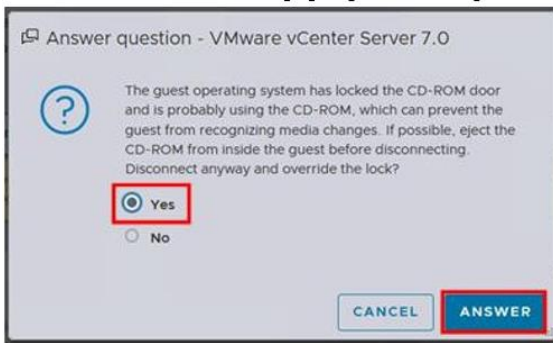 Answer question - VMware vCenter Server 7.0
The guest operating system has locked the CD-ROM door
and is probably using the CD-ROM, which can prevent the
guest from recognizing media changes. If possible, eject the
CD-ROM from inside the guest before disconnecting.
Disconnect anyway and override the lock?
Yes
No
CANCEL ANSWER